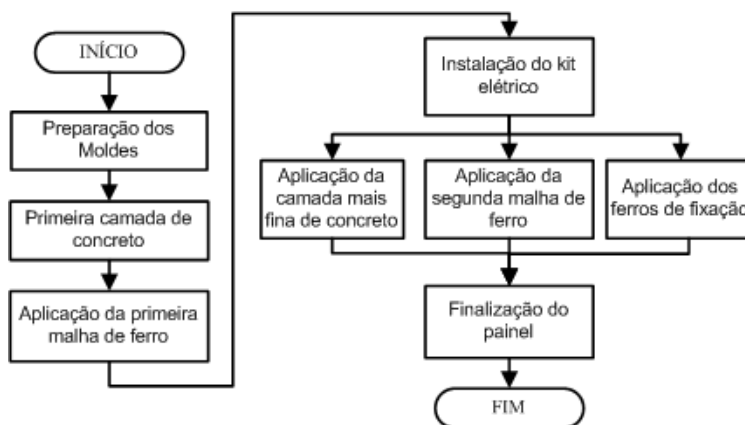 INÍCIO
Preparação dos
Moldes
Primeira camada de
concreto
Aplicação da primeira
malha de ferro
Instalação do kit
elétrico
Aplicação da
camada mais
fina de concreto
Aplicação da
segunda malha de
ferro
Aplicação dos
ferros de fixação
Finalização do
painel
FIM